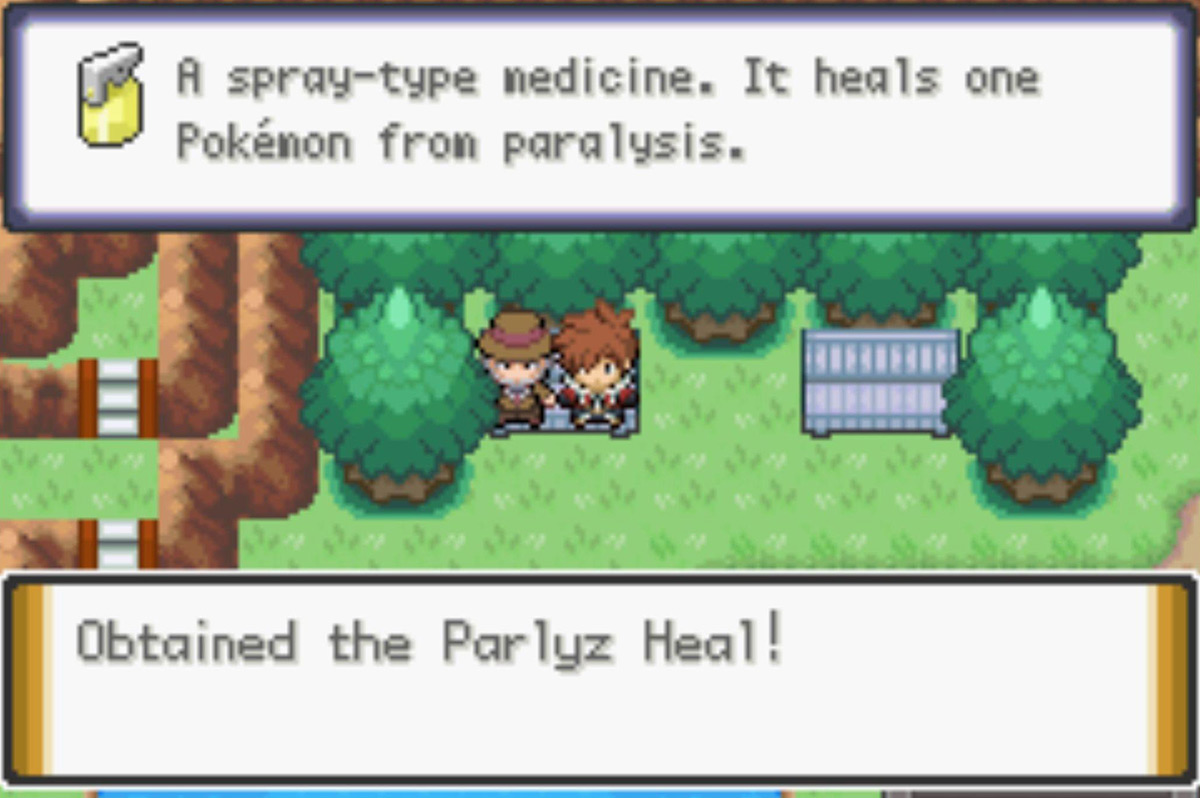 A spray-type medicine. It heals one
Pokémon from paralysis.
Obtained the Parlyz Heal!